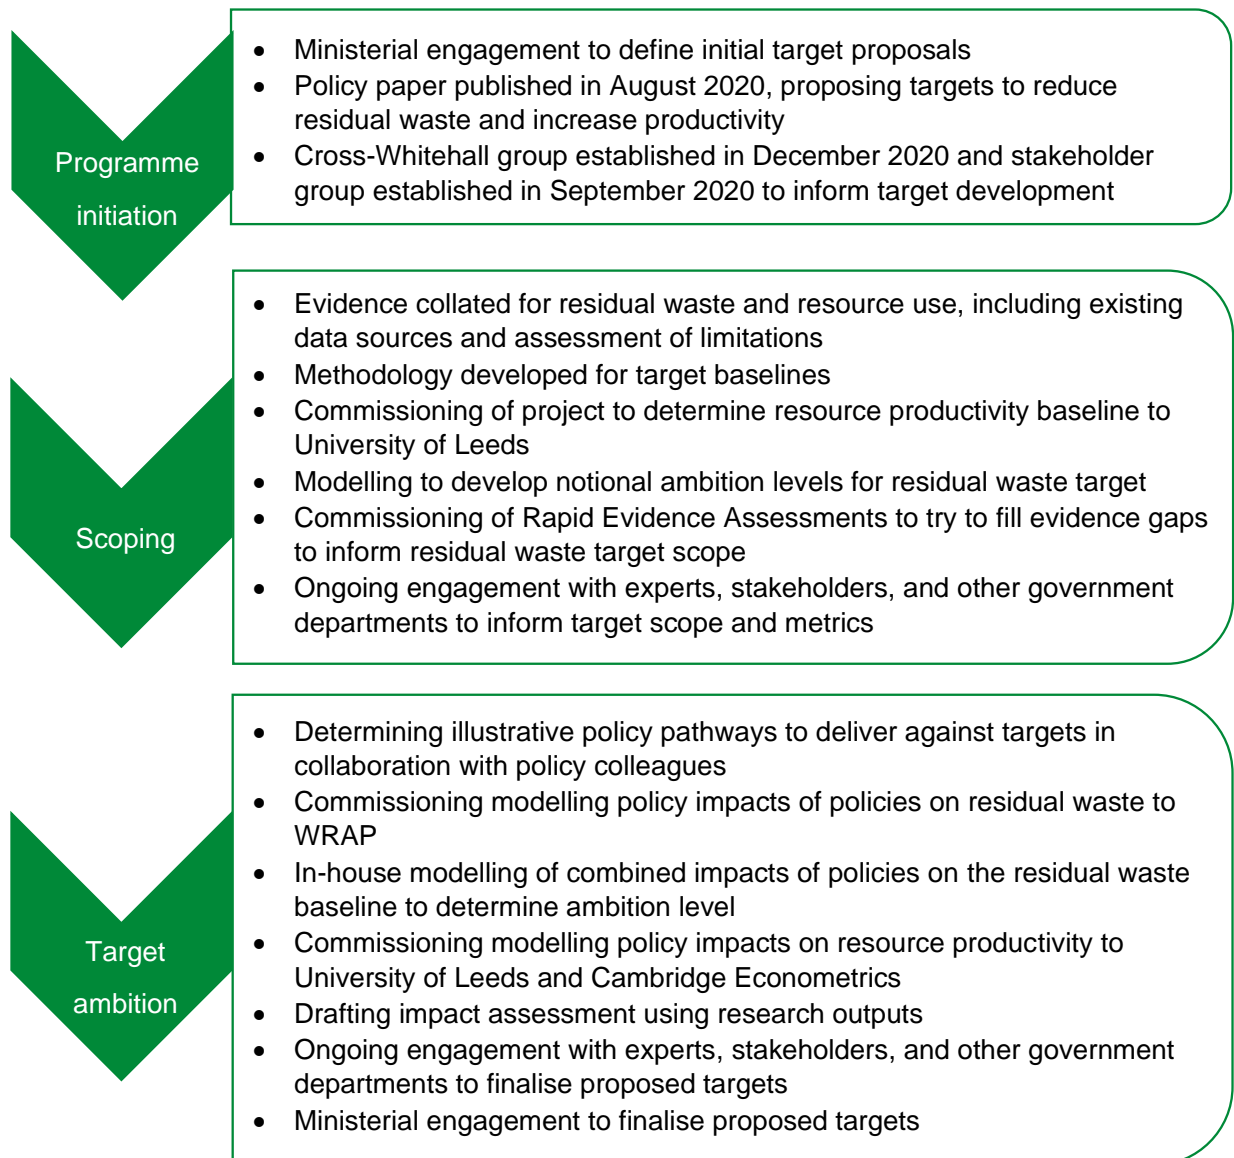 Programme
initiation
• Ministerial engagement to define initial target proposals
• Policy paper published in August 2020, proposing targets to reduce
residual waste and increase productivity
• Cross-Whitehall group established in December 2020 and stakeholder
group established in September 2020 to inform target development
Scoping
• Evidence collated for residual waste and resource use, including existing
data sources and assessment of limitations
• Methodology developed for target baselines
• Commissioning of project to determine resource productivity baseline to
University of Leeds
• Modelling to develop notional ambition levels for residual waste target
• Commissioning of Rapid Evidence Assessments to try to fill evidence gaps
to inform residual waste target scope
• Ongoing engagement with experts, stakeholders, and other government
departments to inform target scope and metrics
Target
ambition
• Determining illustrative policy pathways to deliver against targets in
collaboration with policy colleagues
• Commissioning modelling policy impacts of policies on residual waste to
WRAP
• In-house modelling of combined impacts of policies on the residual waste
baseline to determine ambition level
• Commissioning modelling policy impacts on resource productivity to
University of Leeds and Cambridge Econometrics
• Drafting impact assessment using research outputs
• Ongoing engagement with experts, stakeholders, and other government
departments to finalise proposed targets
• Ministerial engagement to finalise proposed targets